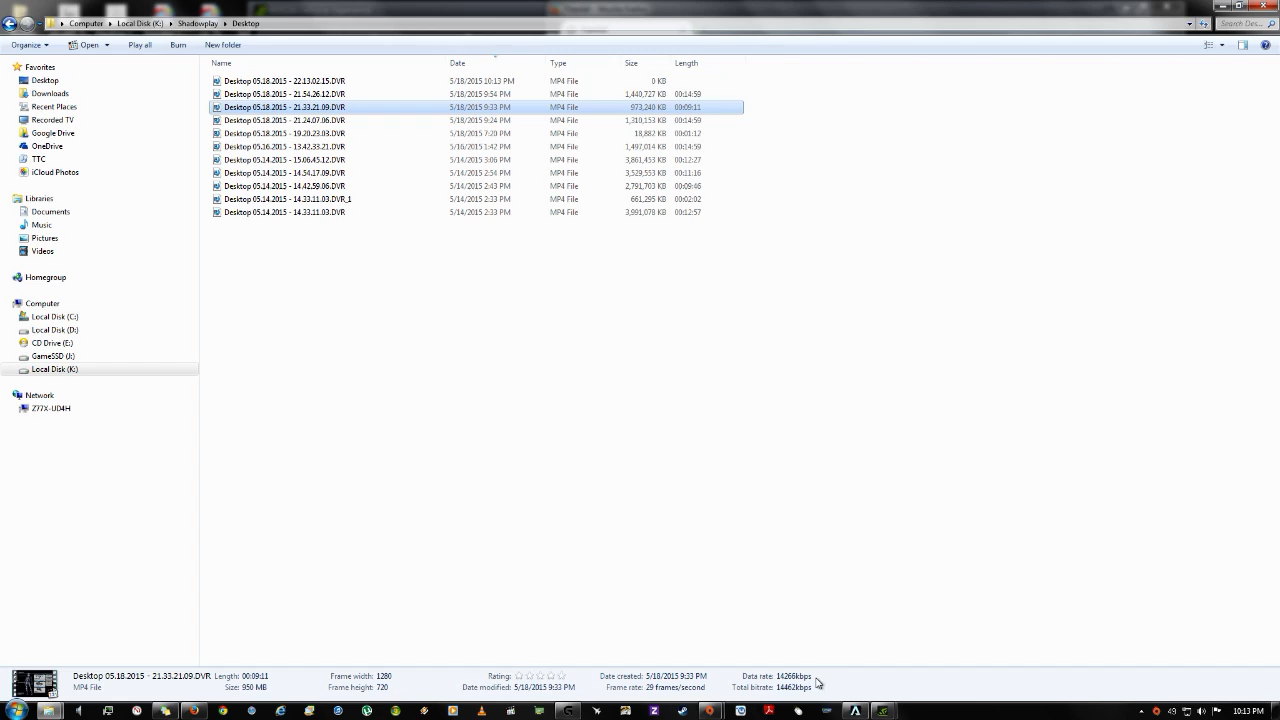 Computer ▸ Local Disk (K:) ▸ Shadowplay ▸ Desktop
Search Des...
Organize Open Play all Burn New folder
Name Date Type Size Length
Favorites
Desktop
Downloads
Recent Places
Recorded TV
Google Drive
OneDrive
TTC
iCloud Photos
Libraries
Documents
Music
Pictures
Videos
Homegroup
Computer
Local Disk (C:)
Local Disk (D:)
CD Drive (E:)
GameSSD (J:)
Local Disk (K:)
Network
Z77X-UD4H
Desktop 05.18.2015 - 22.13.02.15.DVR 5/18/2015 10:13 PM MP4 File 0 KB
Desktop 05.18.2015 - 21.54.26.12.DVR 5/18/2015 9:54 PM MP4 File 1,440,727 KB 00:14:59
Desktop 05.18.2015 - 21.33.21.09.DVR 5/18/2015 9:33 PM MP4 File 973,240 KB 00:09:11
Desktop 05.18.2015 - 21.24.07.06.DVR 5/18/2015 9:24 PM MP4 File 1,310,153 KB 00:14:59
Desktop 05.18.2015 - 19.20.23.03.DVR 5/18/2015 7:20 PM MP4 File 18,882 KB 00:01:12
Desktop 05.16.2015 - 13.42.33.21.DVR 5/16/2015 1:42 PM MP4 File 1,497,014 KB 00:14:59
Desktop 05.14.2015 - 15.06.45.12.DVR 5/14/2015 3:06 PM MP4 File 3,861,453 KB 00:12:27
Desktop 05.14.2015 - 14.54.17.09.DVR 5/14/2015 2:54 PM MP4 File 3,529,553 KB 00:11:16
Desktop 05.14.2015 - 14.42.59.06.DVR 5/14/2015 2:43 PM MP4 File 2,791,703 KB 00:09:46
Desktop 05.14.2015 - 14.33.11.03.DVR_1 5/14/2015 2:33 PM MP4 File 661,295 KB 00:02:02
Desktop 05.14.2015 - 14.33.11.03.DVR 5/14/2015 2:33 PM MP4 File 3,991,078 KB 00:12:57
Desktop 05.18.2015 - 21.33.21.09.DVR Length: 00:09:11 Frame width: 1280 Rating: Date created: 5/18/2015 9:33 PM Data rate: 14266kbps
MP4 File Size: 950 MB Frame height: 720 Date modified: 5/18/2015 9:33 PM Frame rate: 29 frames/second Total bitrate: 14462kbps
49 10:13 PM